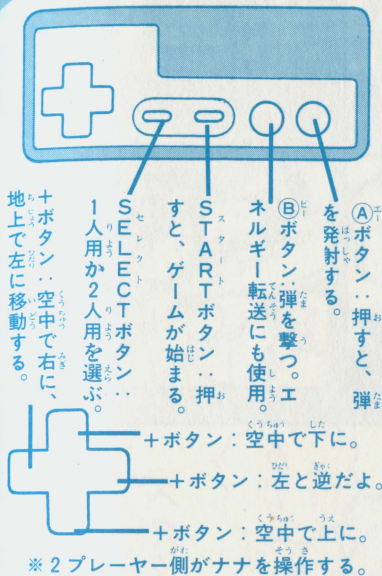 Ⓐボタン：押すと、弾
を発射する。
Ⓑボタン：弾を撃つ。エ
ネルギー転送にも使用。
STARTボタン：押
すと、ゲームが始まる。
SELECTボタン：
1人用か2人用を選ぶ。
＋ボタン：空中で右に、
地上で左に移動する。
＋ボタン：空中で下に。
＋ボタン：左と逆だよ。
＋ボタン：空中で上に。
※2プレーヤー側がナナを操作する。